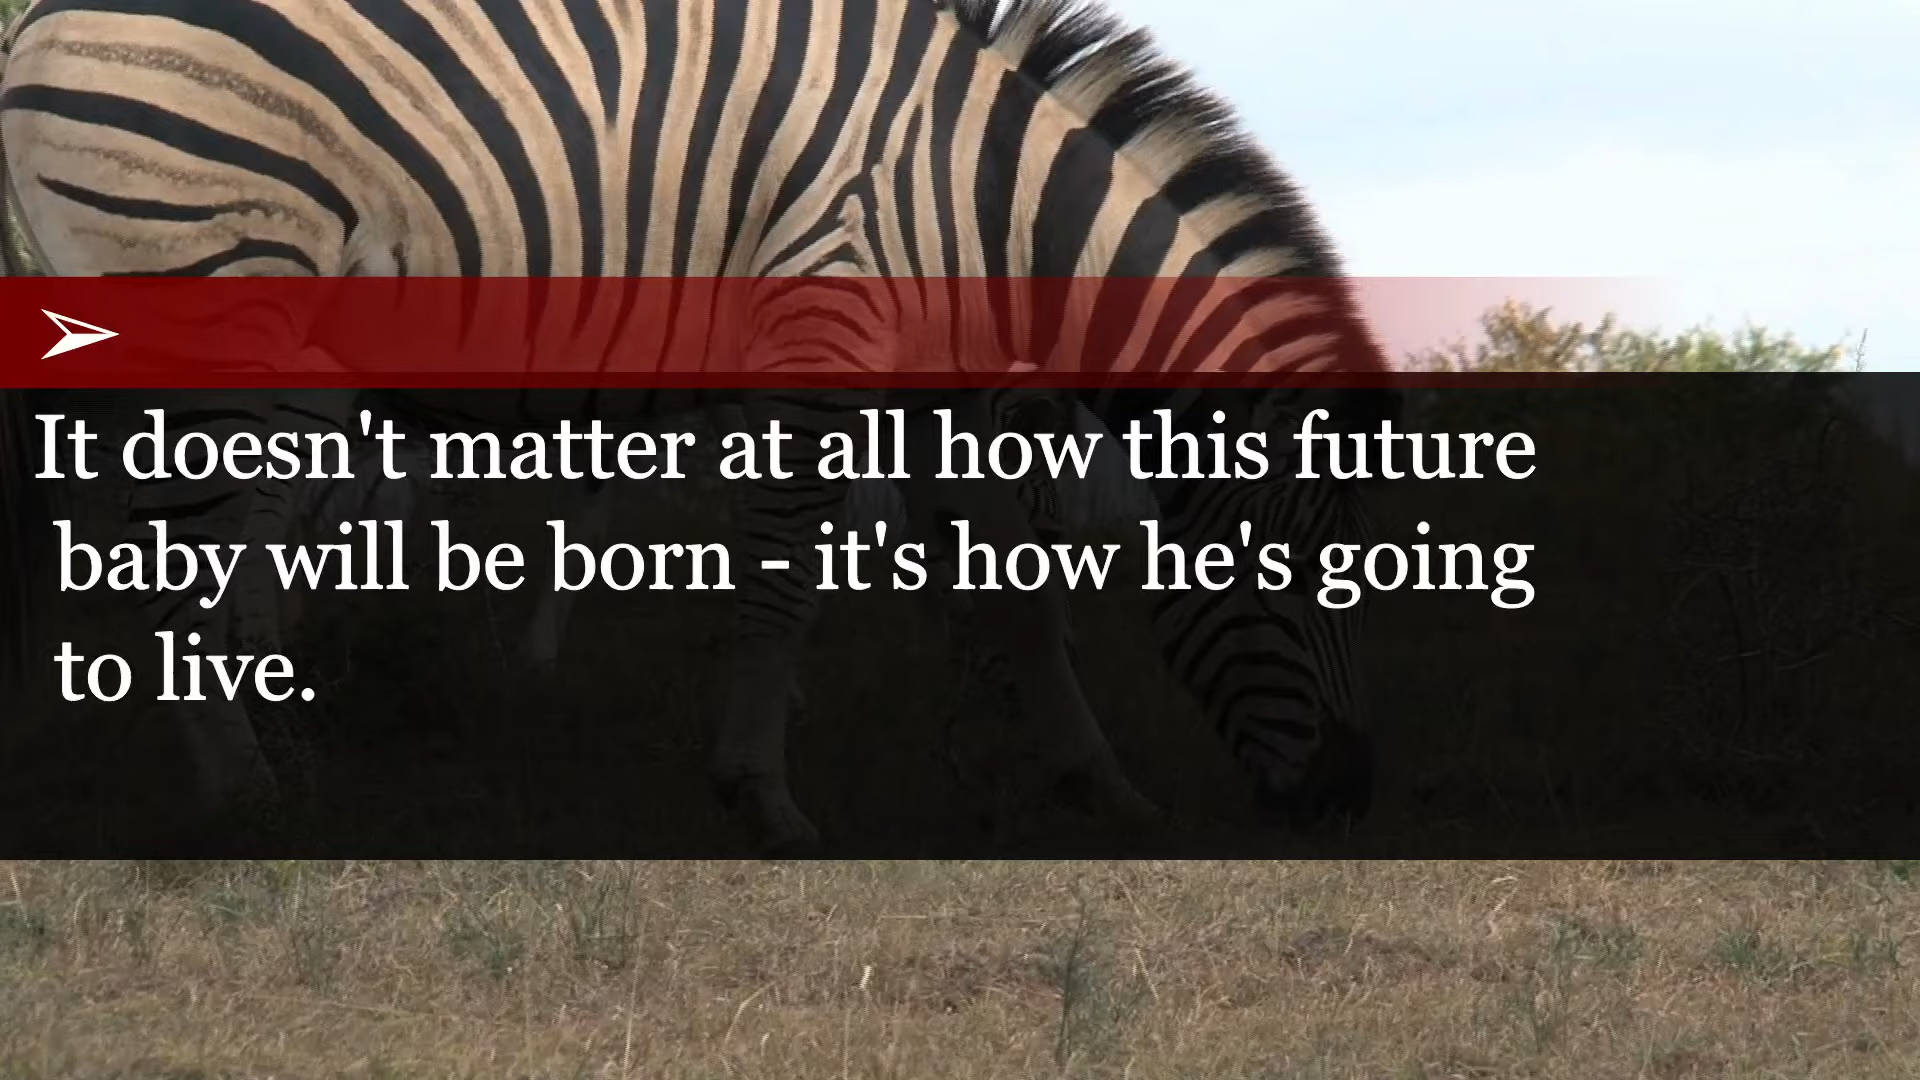 It doesn't matter at all how this future
baby will be born - it's how he's going
to live.